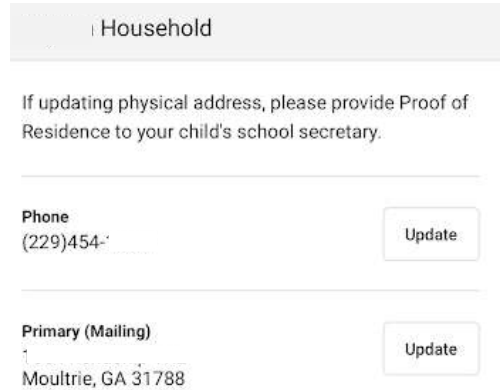 Household
If updating physical address, please provide Proof of
Residence to your child's school secretary.
Phone
(229)454-
Update
Primary (Mailing)
Moultrie, GA 31788
Update